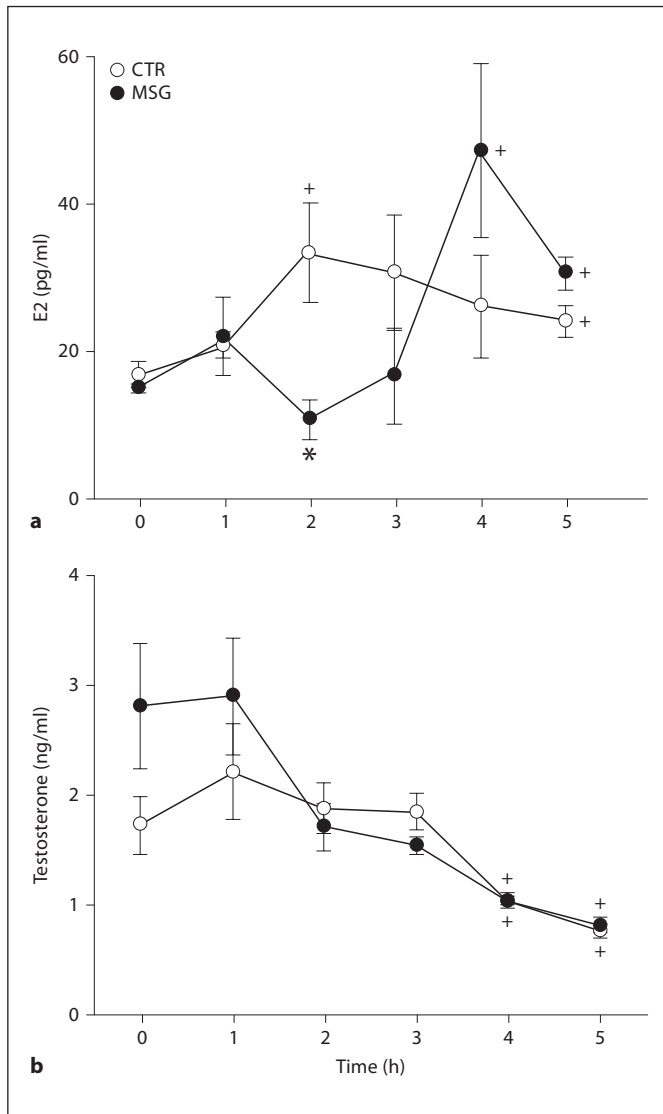 60
CTR
MSG
+
+
40
E2 (pg/ml)
+
+
20
*
0
a
0 1 2 3 4 5
4
3
Testosterone (ng/ml)
2
+ +
1
+ +
0
0 1 2 3 4 5
b
Time (h)